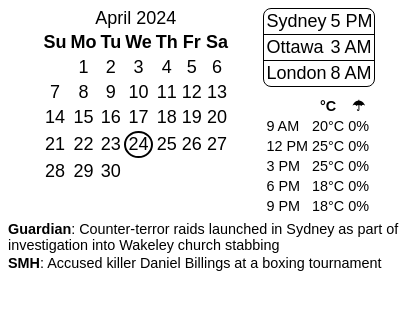 April 2024
Su Mo Tu We Th Fr Sa
1 2 3 4 5 6
7 8 9 10 11 12 13
14 15 16 17 18 19 20
21 22 23 24 25 26 27
28 29 30
Sydney 5 PM
Ottawa 3 AM
London 8 AM
°C ☂
9 AM 20°C 0%
12 PM 25°C 0%
3 PM 25°C 0%
6 PM 18°C 0%
9 PM 18°C 0%
Guardian: Counter-terror raids launched in Sydney as part of
investigation into Wakeley church stabbing
SMH: Accused killer Daniel Billings at a boxing tournament